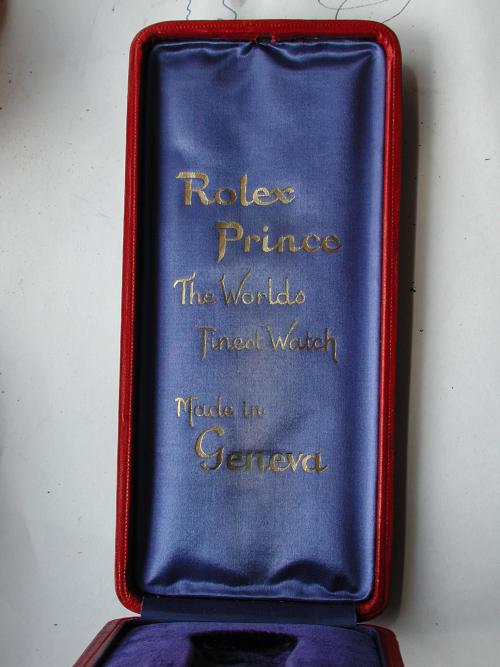 Rolex
Prince
The Worlds
Finest Watch
Made in
Geneva